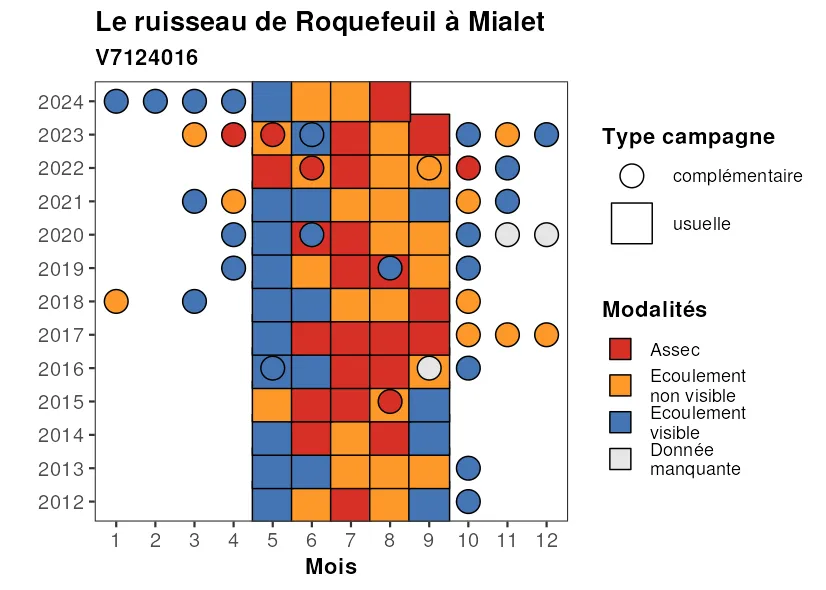 Le ruisseau de Roquefeuil à Mialet
V7124016
2024
2023
2022
2021
2020
2019
2018
2017
2016
2015
2014
2013
2012
1 2 3 4 5 6 7 8 9 10 11 12
Mois
Type campagne
complémentaire
usuelle
Modalités
Assec
Ecoulement
non visible
Ecoulement
visible
Donnée
manquante